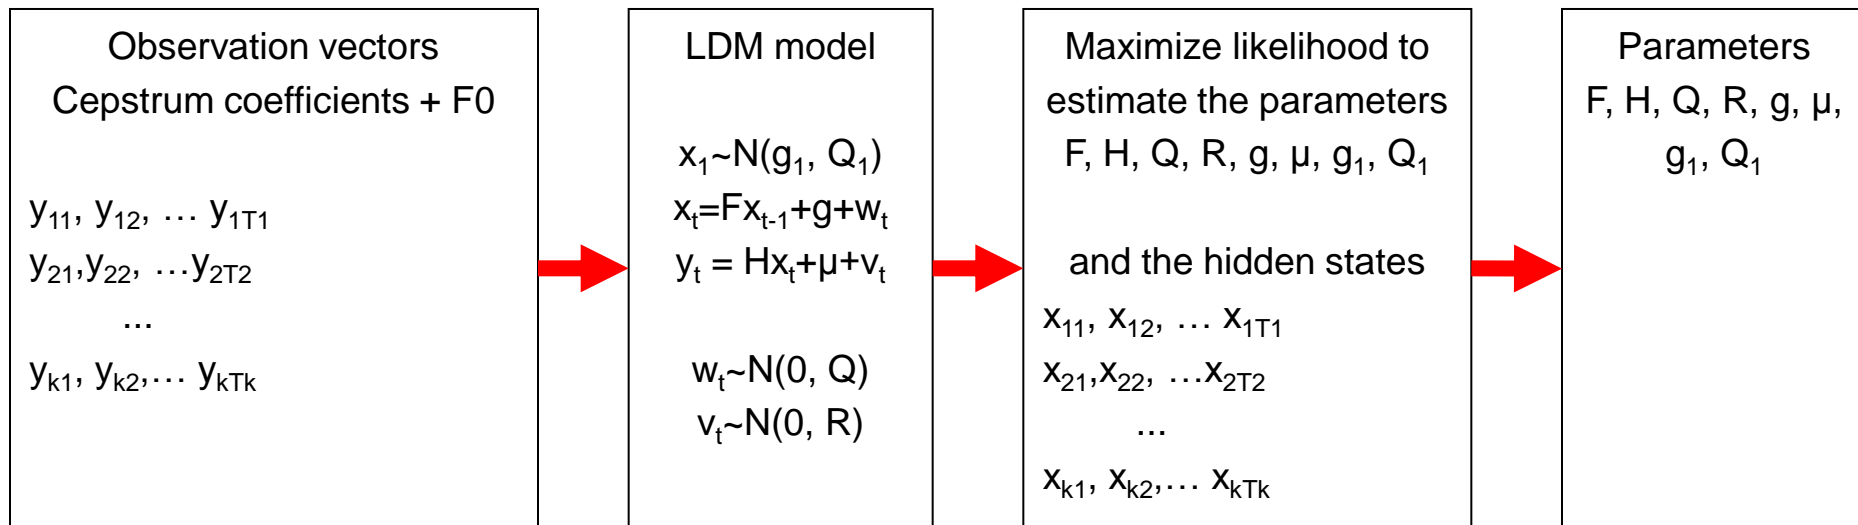 Observation vectors
Cepstrum coefficients + F0
y₁₁, y₁₂, … y₁T₁
y₂₁,y₂₂, …y₂T₂
...
yₖ₁, yₖ₂,… yₖTₖ
LDM model
x₁~N(g₁, Q₁)
xₜ=Fxₜ₋₁+g+wₜ
yₜ = Hxₜ+μ+vₜ
wₜ~N(0, Q)
vₜ~N(0, R)
Maximize likelihood to
estimate the parameters
F, H, Q, R, g, μ, g₁, Q₁
and the hidden states
x₁₁, x₁₂, … x₁T₁
x₂₁,x₂₂, …x₂T₂
...
xₖ₁, xₖ₂,… xₖTₖ
Parameters
F, H, Q, R, g, μ,
g₁, Q₁